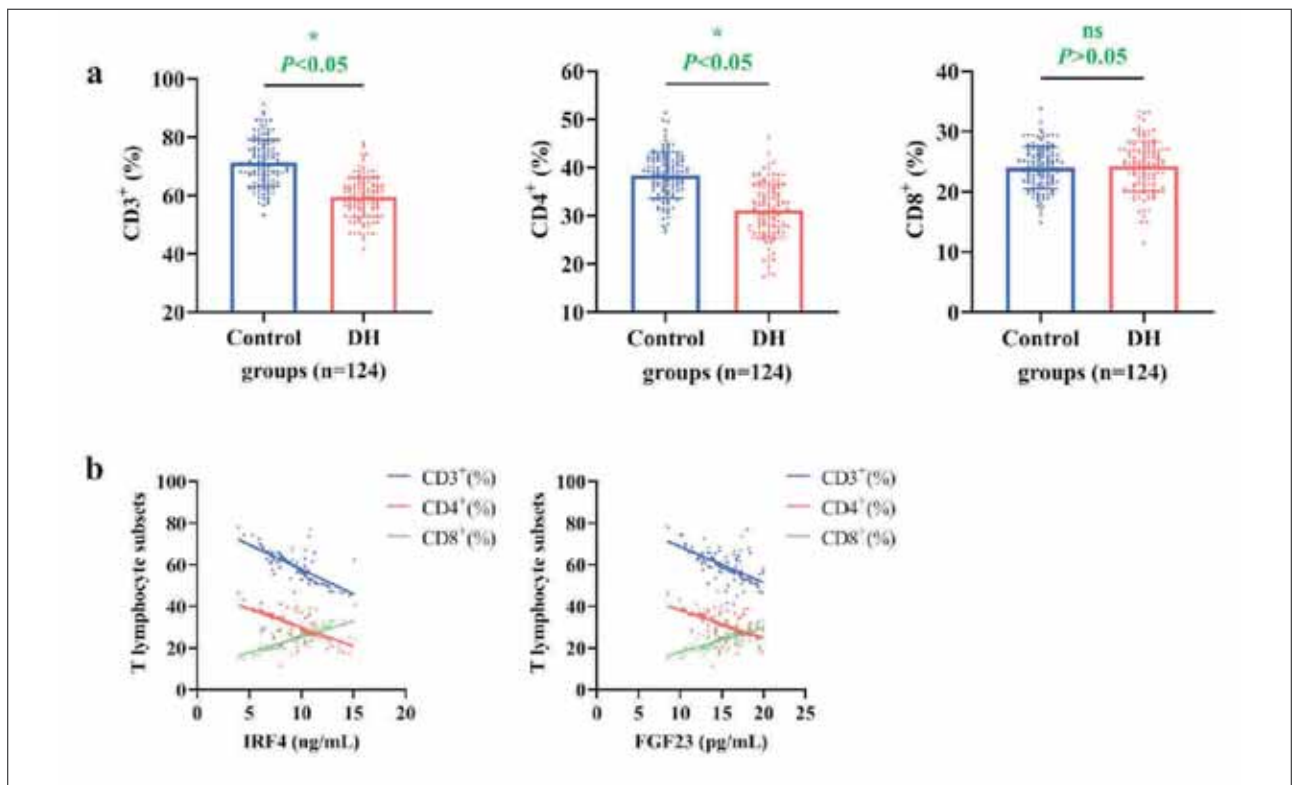 a
*
P<0.05
CD3⁺ (%)
100
80
60
40
20
Control DH
groups (n=124)
*
P<0.05
CD4⁺ (%)
60
50
40
30
20
10
Control DH
groups (n=124)
ns
P>0.05
CD8⁺ (%)
40
30
20
10
0
Control DH
groups (n=124)
b
T lymphocyte subsets
100
80
60
40
20
0
0 5 10 15 20
IRF4 (ng/mL)
CD3⁺(%)
CD4⁺(%)
CD8⁺(%)
T lymphocyte subsets
100
80
60
40
20
0
0 5 10 15 20 25
FGF23 (pg/mL)
CD3⁺(%)
CD4⁺(%)
CD8⁺(%)